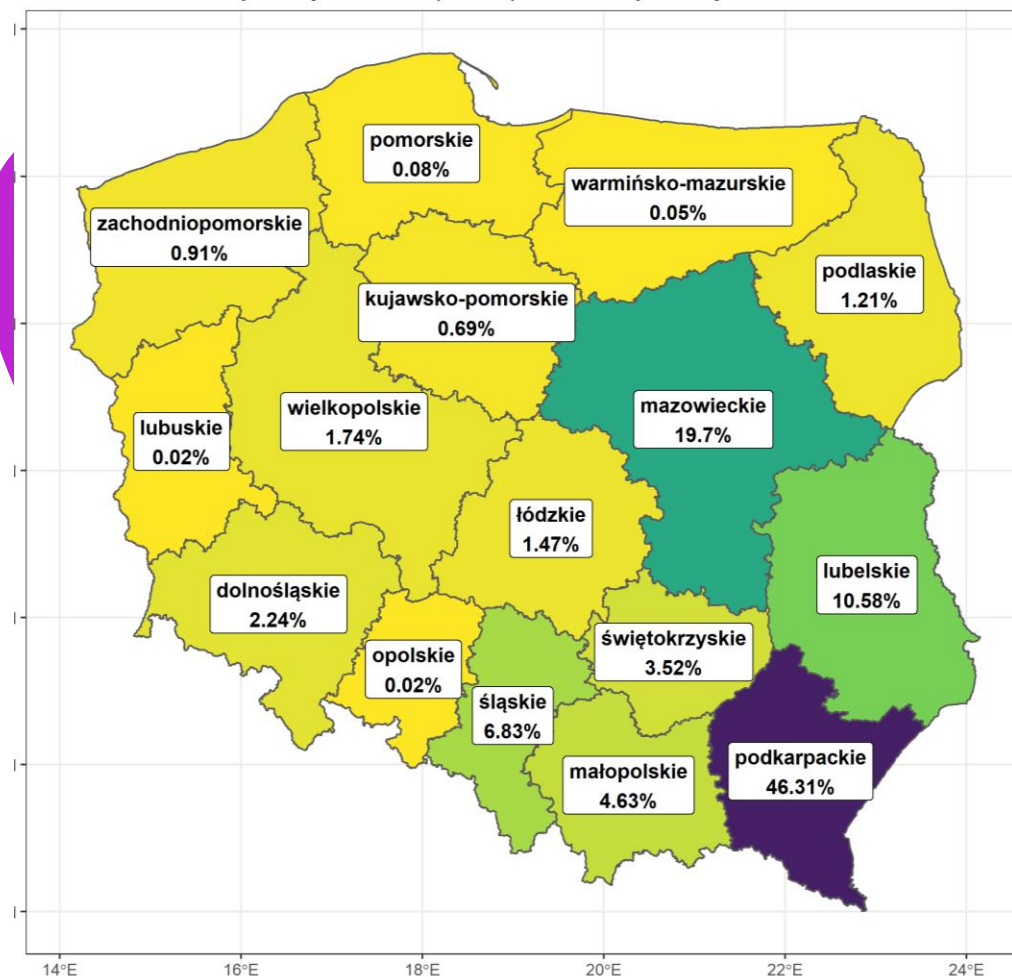 pomorskie
0.08%
warmińsko-mazurskie
0.05%
zachodniopomorskie
0.91%
podlaskie
1.21%
kujawsko-pomorskie
0.69%
mazowieckie
19.7%
wielkopolskie
1.74%
lubuskie
0.02%
łódzkie
1.47%
lubelskie
10.58%
dolnośląskie
2.24%
świętokrzyskie
3.52%
opolskie
0.02%
śląskie
6.83%
podkarpackie
46.31%
małopolskie
4.63%
14°E
16°E
18°E
20°E
22°E
24°E